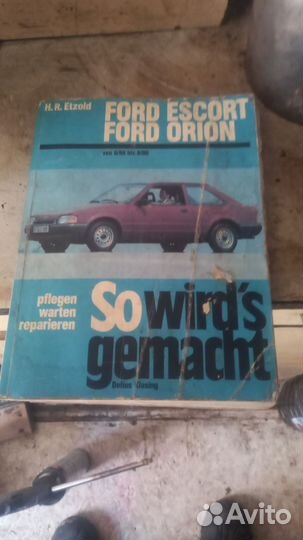 H. R. Etzold
FORD ESCORT
FORD ORION
pflegen
warten
reparieren
So wird's
gemacht
Delius Klasing
Avito